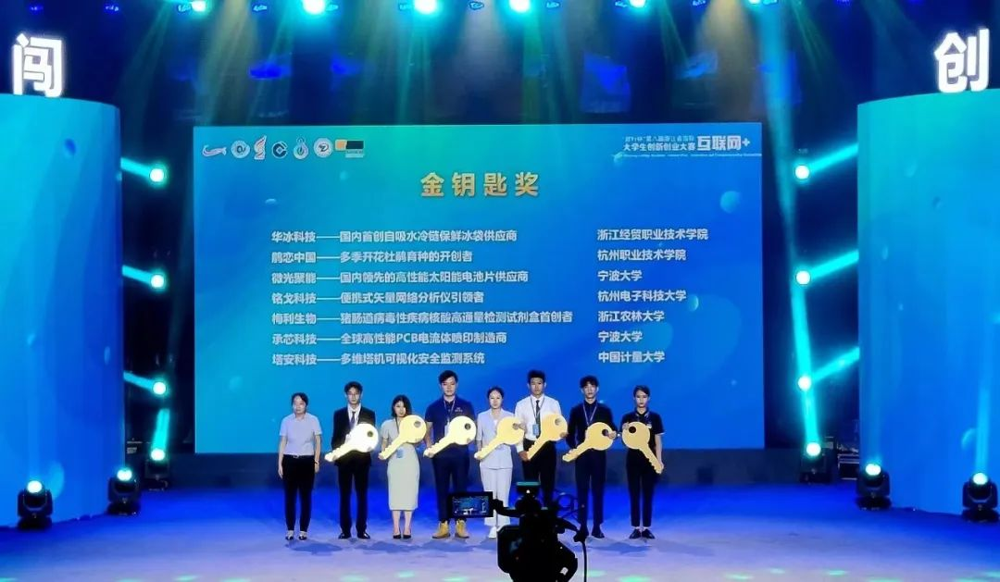 闯
创
"建行杯"第八届浙江省国际
大学生创新创业大赛
互联网+
金钥匙奖
华冰科技——国内首创自吸水冷链保鲜冰袋供应商 浙江经贸职业技术学院
鹃恋中国——多季开花杜鹃育种的开创者 杭州职业技术学院
微光聚能——国内领先的高性能太阳能电池片供应商 宁波大学
铭戈科技——便携式矢量网络分析仪引领者 杭州电子科技大学
梅利生物——猪肠道病毒性疾病核酸高通量检测试剂盒首创者 浙江农林大学
承芯科技——全球高性能PCB电流体喷印制造商 宁波大学
塔安科技——多维塔机可视化安全监测系统 中国计量大学